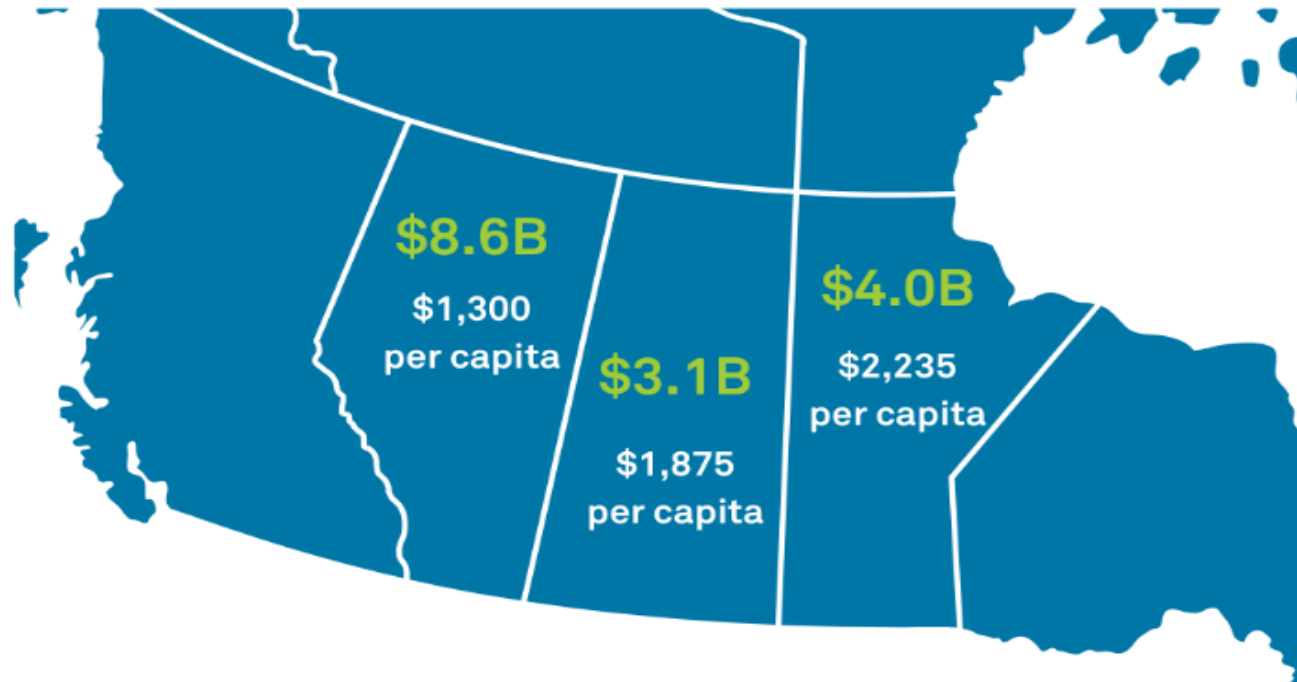 $8.6B
$1,300
per capita
$3.1B
$1,875
per capita
$4.0B
$2,235
per capita